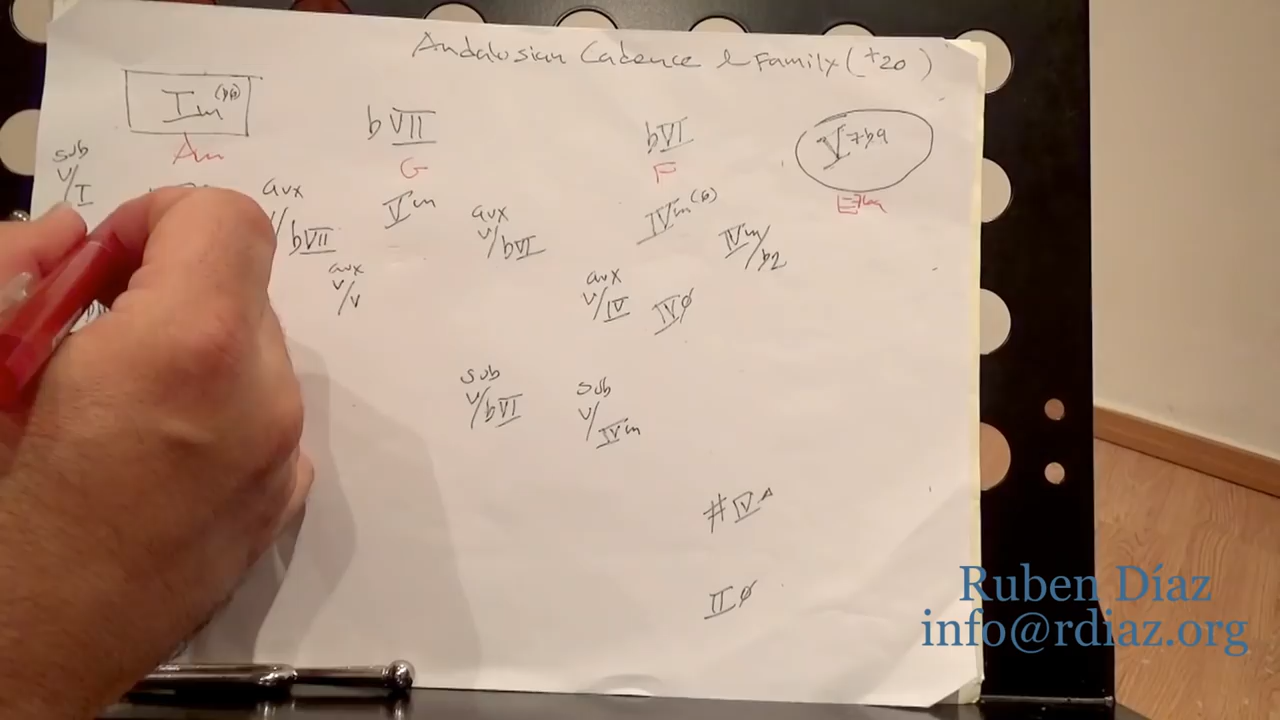 Andalusian Cadence & Family (+20)
Im(b6) bVII bVI V7b9
Am G F E7b9
sub V/I
aux V/bVII Vm aux V/bVI IVm(6) IVm/b2
aux V/V aux V/IV IVø
sub V/bVI sub V/IVm
#IV△
IIø
Ruben Díaz
info@rdiaz.org